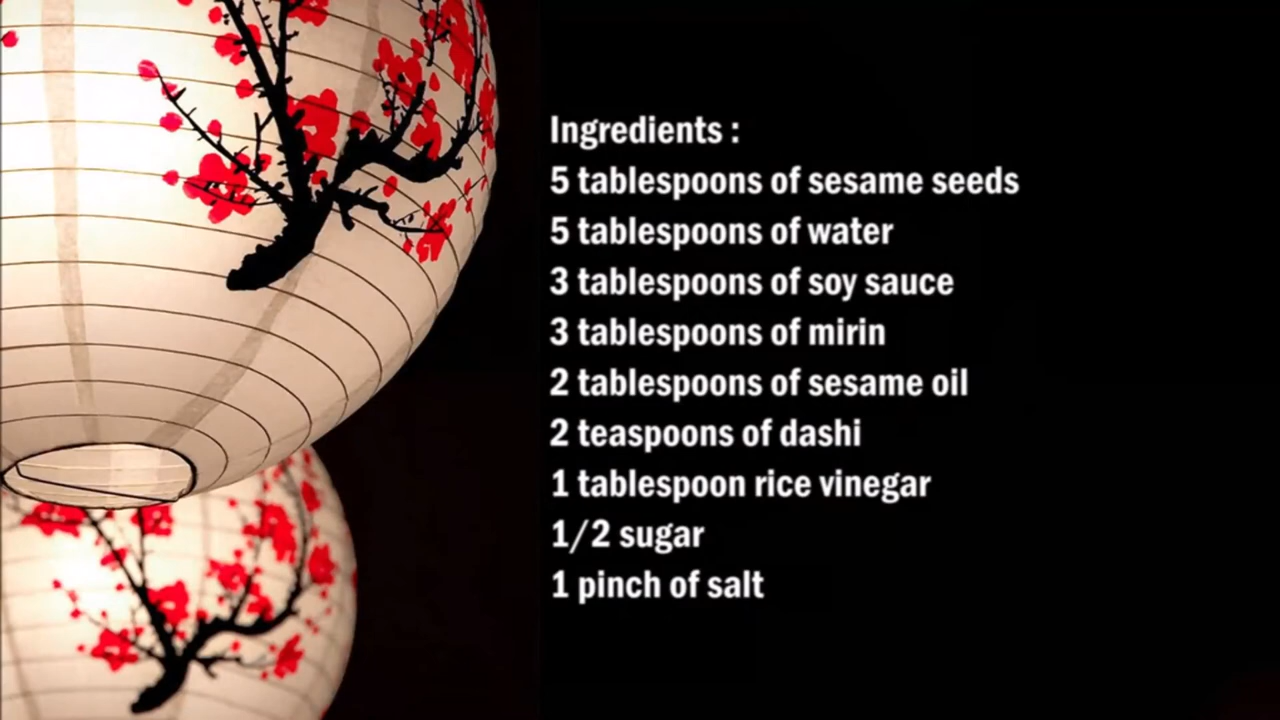 Ingredients :
5 tablespoons of sesame seeds
5 tablespoons of water
3 tablespoons of soy sauce
3 tablespoons of mirin
2 tablespoons of sesame oil
2 teaspoons of dashi
1 tablespoon rice vinegar
1/2 sugar
1 pinch of salt